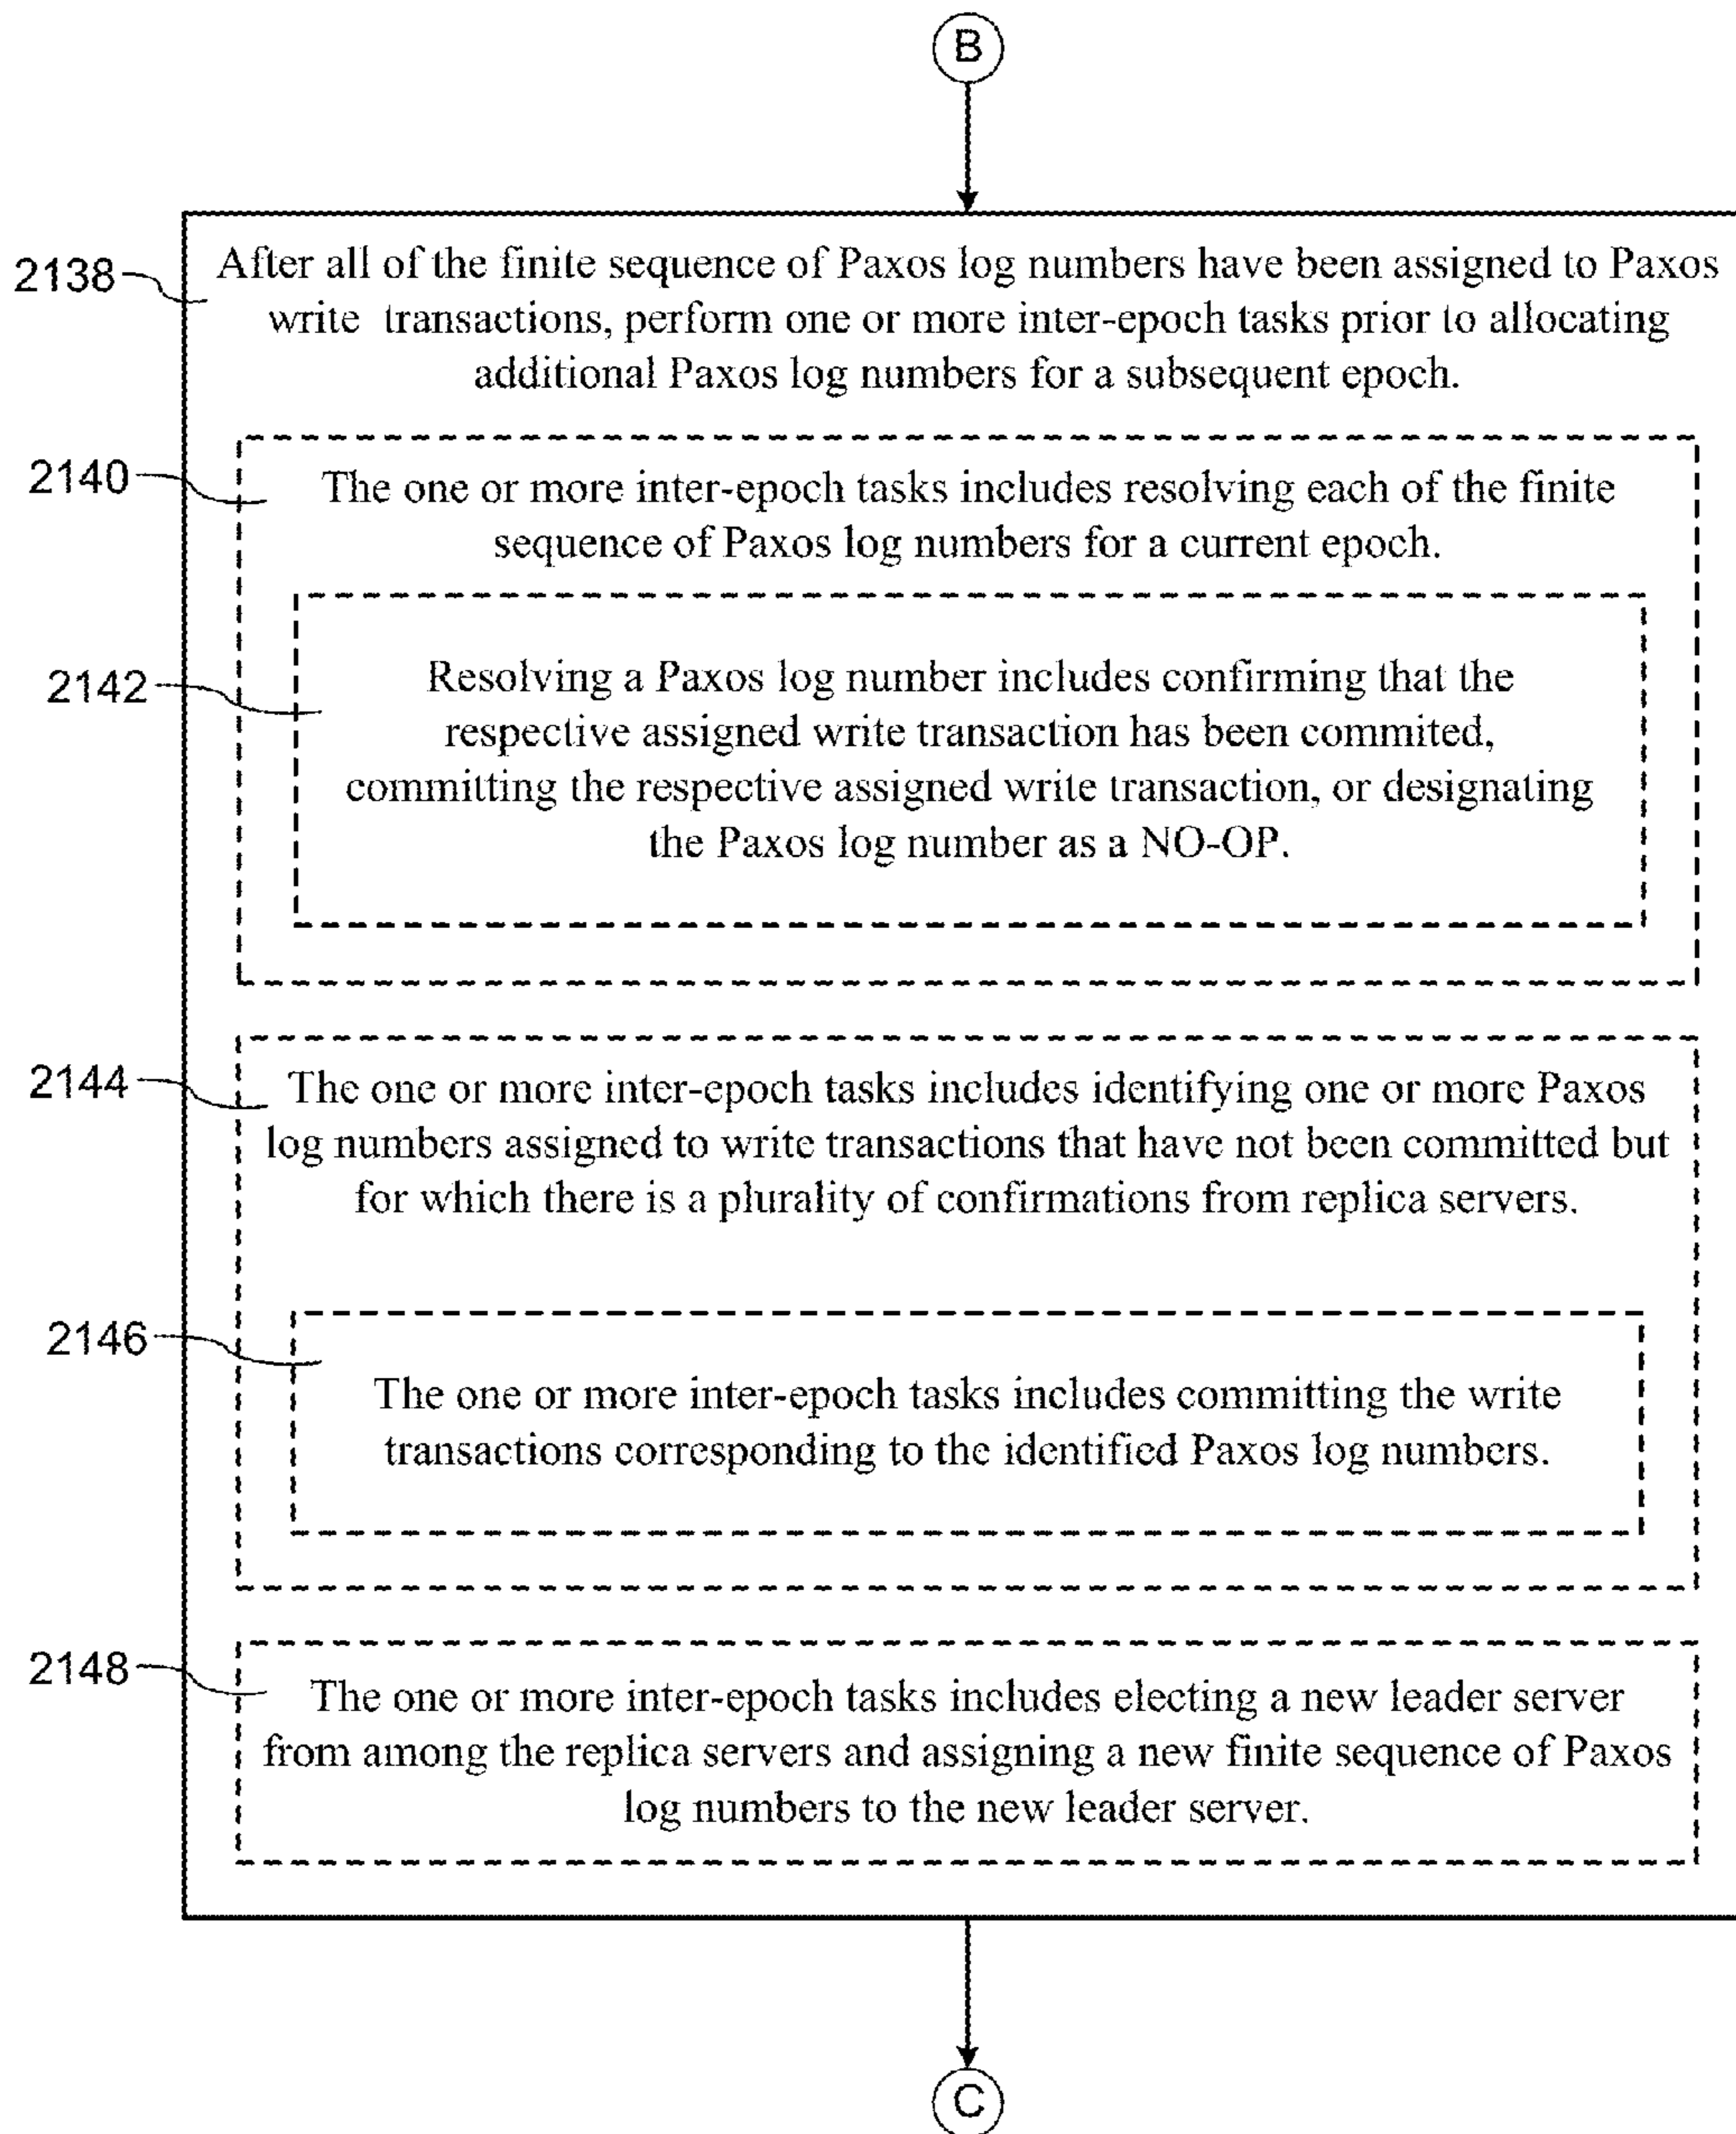 B
2138
After all of the finite sequence of Paxos log numbers have been assigned to Paxos
write transactions, perform one or more inter-epoch tasks prior to allocating
additional Paxos log numbers for a subsequent epoch.
2140
The one or more inter-epoch tasks includes resolving each of the finite
sequence of Paxos log numbers for a current epoch.
2142
Resolving a Paxos log number includes confirming that the
respective assigned write transaction has been commited,
committing the respective assigned write transaction, or designating
the Paxos log number as a NO-OP.
2144
The one or more inter-epoch tasks includes identifying one or more Paxos
log numbers assigned to write transactions that have not been committed but
for which there is a plurality of confirmations from replica servers.
2146
The one or more inter-epoch tasks includes committing the write
transactions corresponding to the identified Paxos log numbers.
2148
The one or more inter-epoch tasks includes electing a new leader server
from among the replica servers and assigning a new finite sequence of Paxos
log numbers to the new leader server.
C